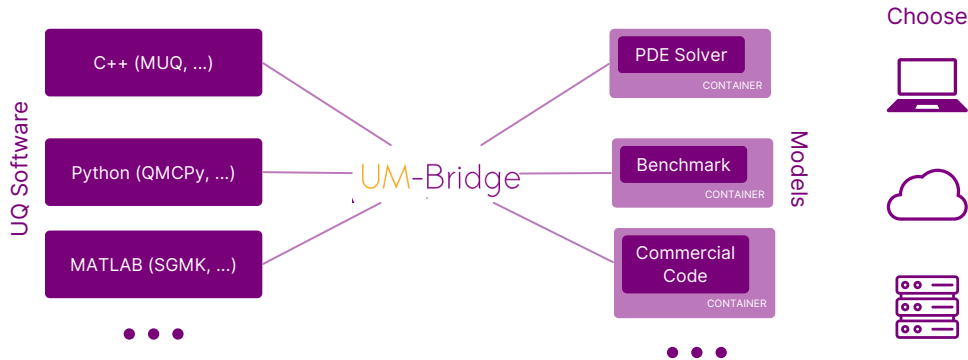 Choose
UQ Software
C++ (MUQ, ...)
Python (QMCPy, ...)
MATLAB (SGMK, ...)
UM-Bridge
PDE Solver
CONTAINER
Benchmark
CONTAINER
Commercial
Code
CONTAINER
Models